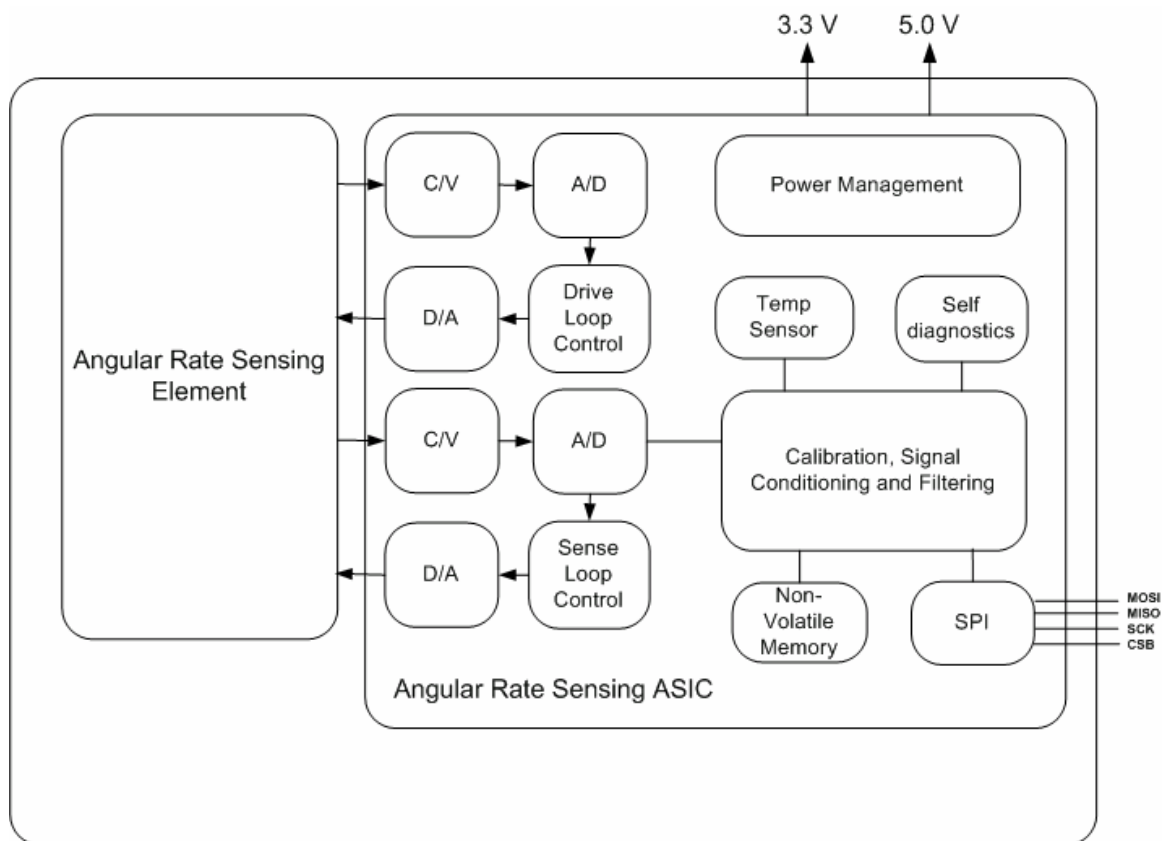 3.3 V
5.0 V
C/V
A/D
Power Management
D/A
Drive
Loop
Control
Temp
Sensor
Self
diagnostics
Angular Rate Sensing
Element
C/V
A/D
Calibration, Signal
Conditioning and Filtering
D/A
Sense
Loop
Control
Non-
Volatile
Memory
SPI
MOSI
MISO
SCK
CSB
Angular Rate Sensing ASIC